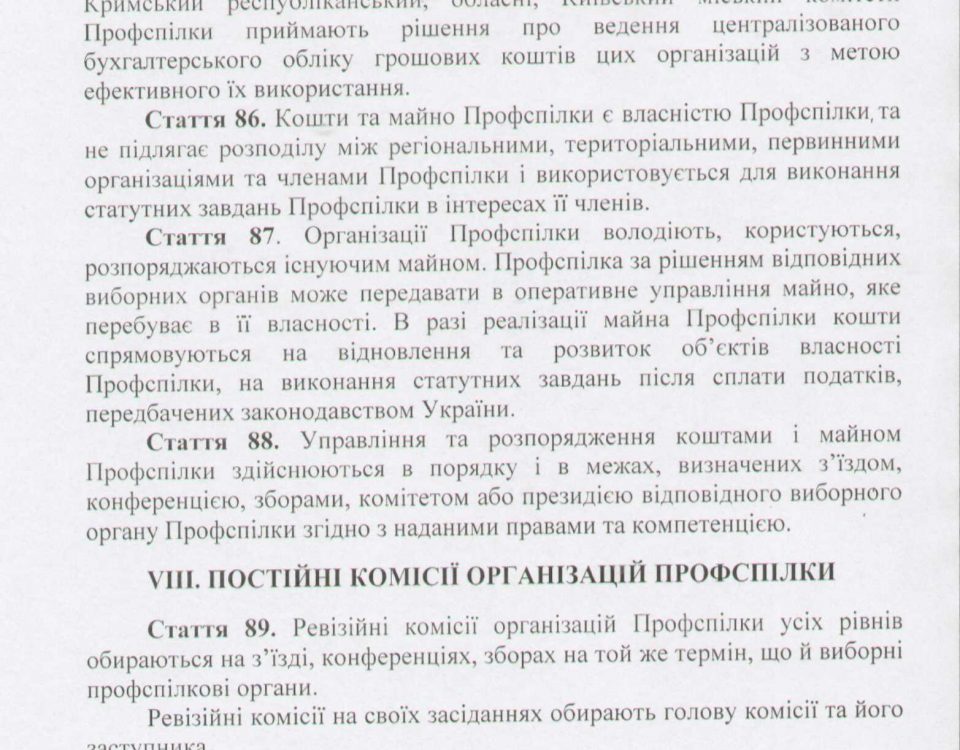 Кримський республіканський, обласні, Київський міський комітети
Профспілки приймають рішення про ведення централізованого
бухгалтерського обліку грошових коштів цих організацій з метою
ефективного їх використання.
Стаття 86. Кошти та майно Профспілки є власністю Профспілки, та
не підлягає розподілу між регіональними, територіальними, первинними
організаціями та членами Профспілки і використовується для виконання
статутних завдань Профспілки в інтересах її членів.
Стаття 87. Організації Профспілки володіють, користуються,
розпоряджаються існуючим майном. Профспілка за рішенням відповідних
виборних органів може передавати в оперативне управління майно, яке
перебуває в її власності. В разі реалізації майна Профспілки кошти
спрямовуються на відновлення та розвиток об’єктів власності
Профспілки, на виконання статутних завдань після сплати податків,
передбачених законодавством України.
Стаття 88. Управління та розпорядження коштами і майном
Профспілки здійснюються в порядку і в межах, визначених з’їздом,
конференцією, зборами, комітетом або президією відповідного виборного
органу Профспілки згідно з наданими правами та компетенцією.
VIII. ПОСТІЙНІ КОМІСІЇ ОРГАНІЗАЦІЙ ПРОФСПІЛКИ
Стаття 89. Ревізійні комісії організацій Профспілки усіх рівнів
обираються на з’їзді, конференціях, зборах на той же термін, що й виборні
профспілкові органи.
Ревізійні комісії на своїх засіданнях обирають голову комісії та його
заступника.